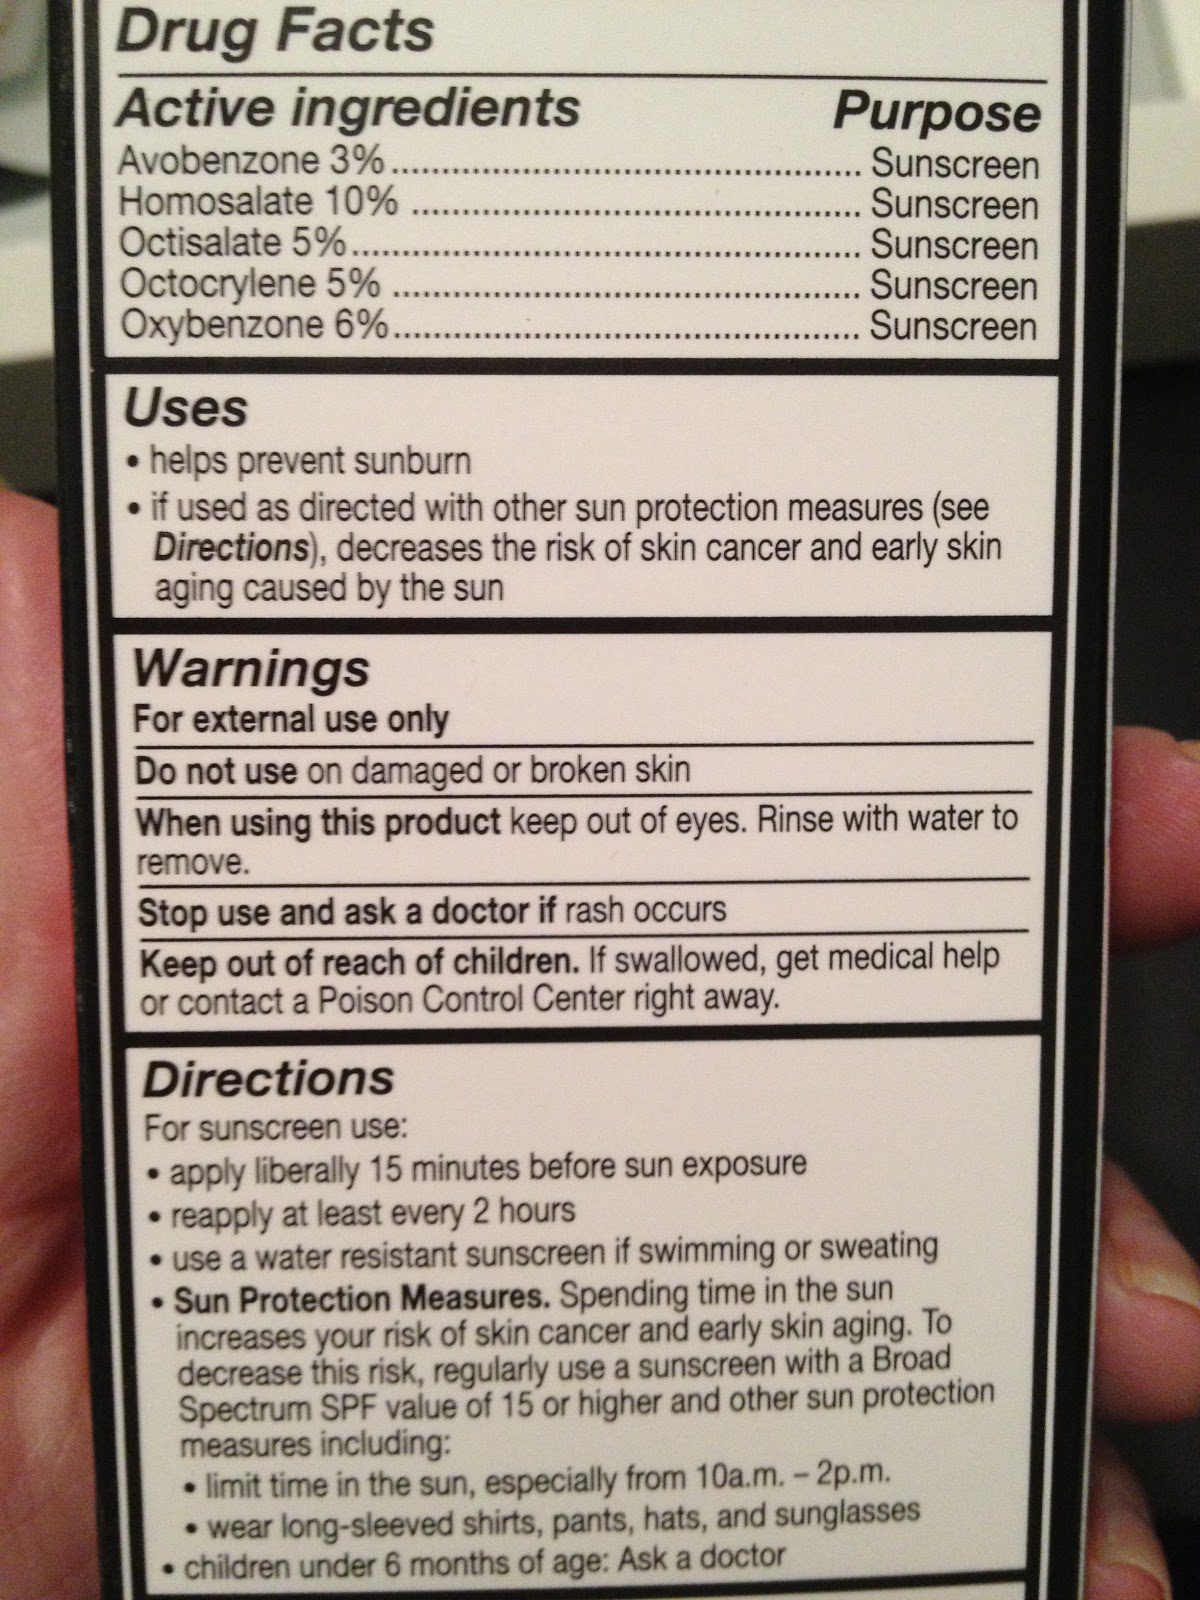 Drug Facts
Active ingredients Purpose
Avobenzone 3%............................................... Sunscreen
Homosalate 10% ............................................. Sunscreen
Octisalate 5%................................................... Sunscreen
Octocrylene 5% ............................................... Sunscreen
Oxybenzone 6%............................................... Sunscreen
Uses
• helps prevent sunburn
• if used as directed with other sun protection measures (see
Directions), decreases the risk of skin cancer and early skin
aging caused by the sun
Warnings
For external use only
Do not use on damaged or broken skin
When using this product keep out of eyes. Rinse with water to
remove.
Stop use and ask a doctor if rash occurs
Keep out of reach of children. If swallowed, get medical help
or contact a Poison Control Center right away.
Directions
For sunscreen use:
• apply liberally 15 minutes before sun exposure
• reapply at least every 2 hours
• use a water resistant sunscreen if swimming or sweating
• Sun Protection Measures. Spending time in the sun
increases your risk of skin cancer and early skin aging. To
decrease this risk, regularly use a sunscreen with a Broad
Spectrum SPF value of 15 or higher and other sun protection
measures including:
• limit time in the sun, especially from 10a.m. – 2p.m.
• wear long-sleeved shirts, pants, hats, and sunglasses
• children under 6 months of age: Ask a doctor